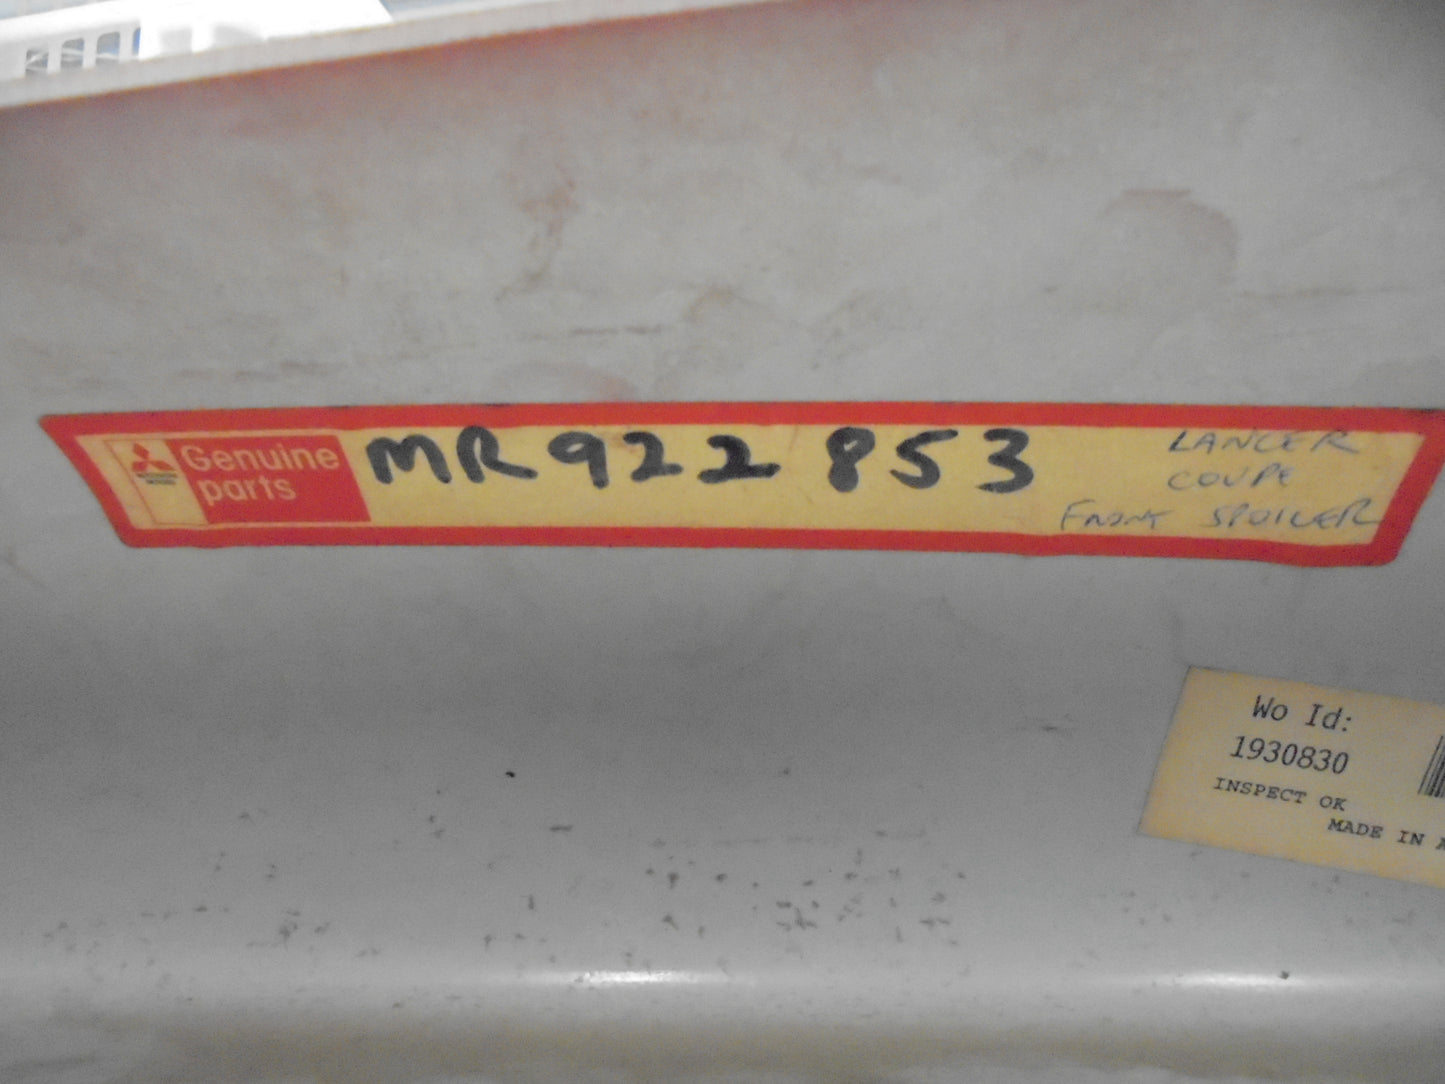 Genuine
parts
MR922853
LANCER
COUPE
FRONT SPOILER
Wo Id:
1930830
INSPECT OK
MADE IN